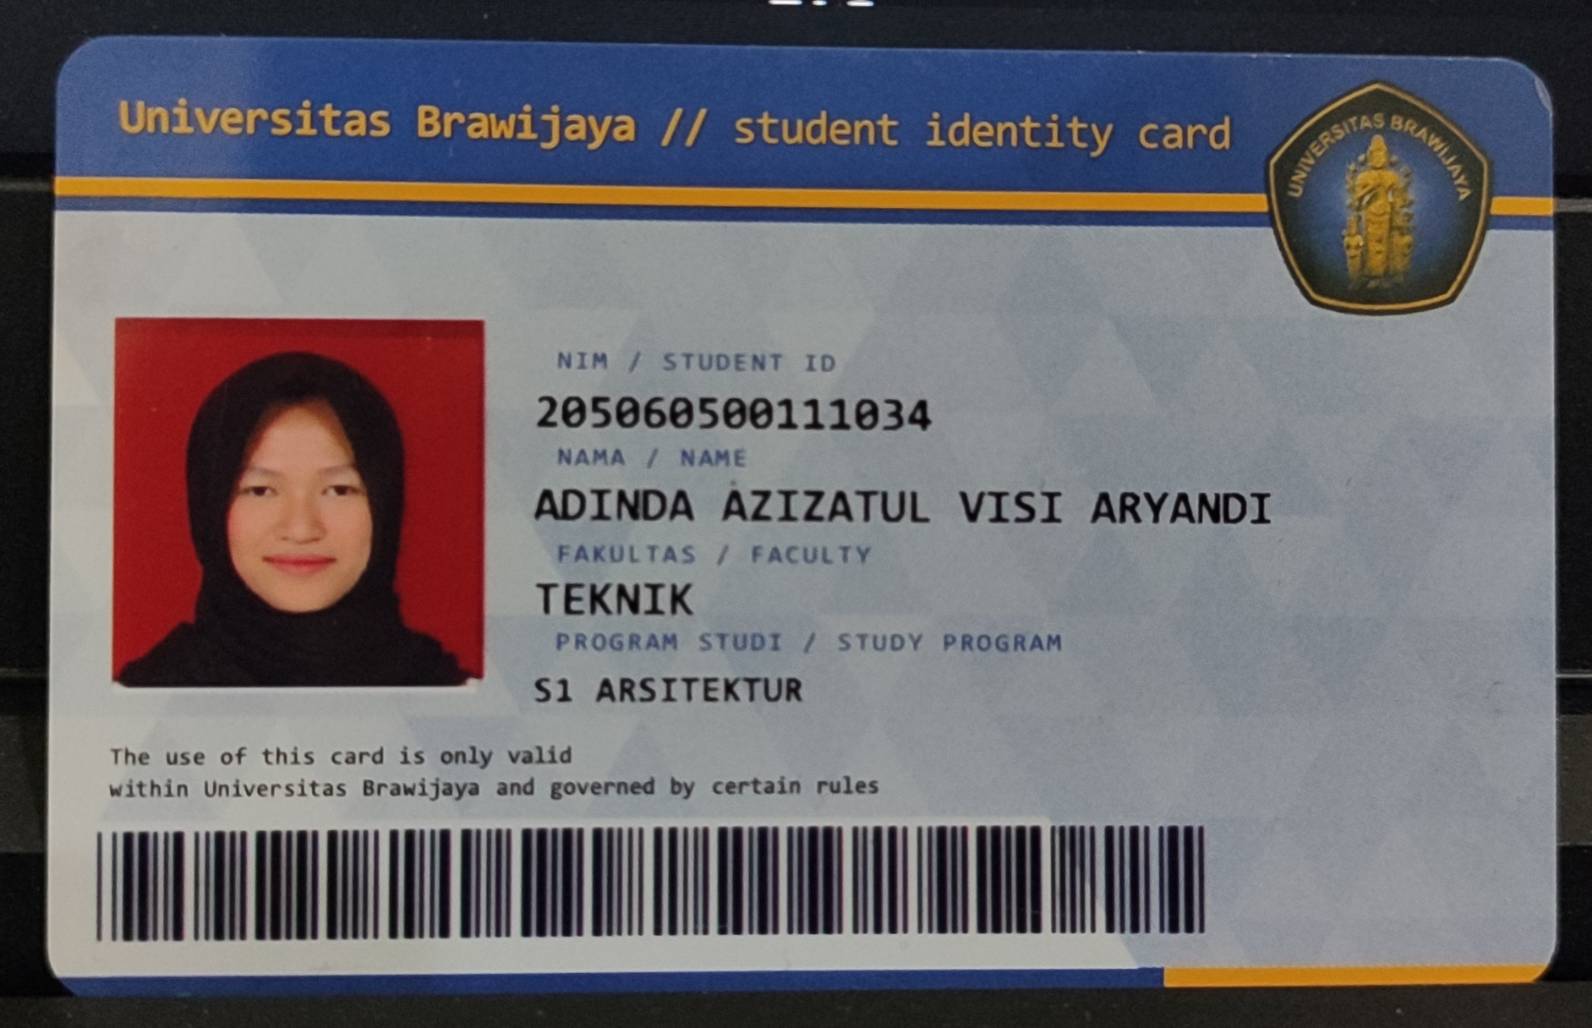 Universitas Brawijaya // student identity card
UNIVERSITAS BRAWIJAYA
NIM / STUDENT ID
205060500111034
NAMA / NAME
ADINDA AZIZATUL VISI ARYANDI
FAKULTAS / FACULTY
TEKNIK
PROGRAM STUDI / STUDY PROGRAM
S1 ARSITEKTUR
The use of this card is only valid
within Universitas Brawijaya and governed by certain rules